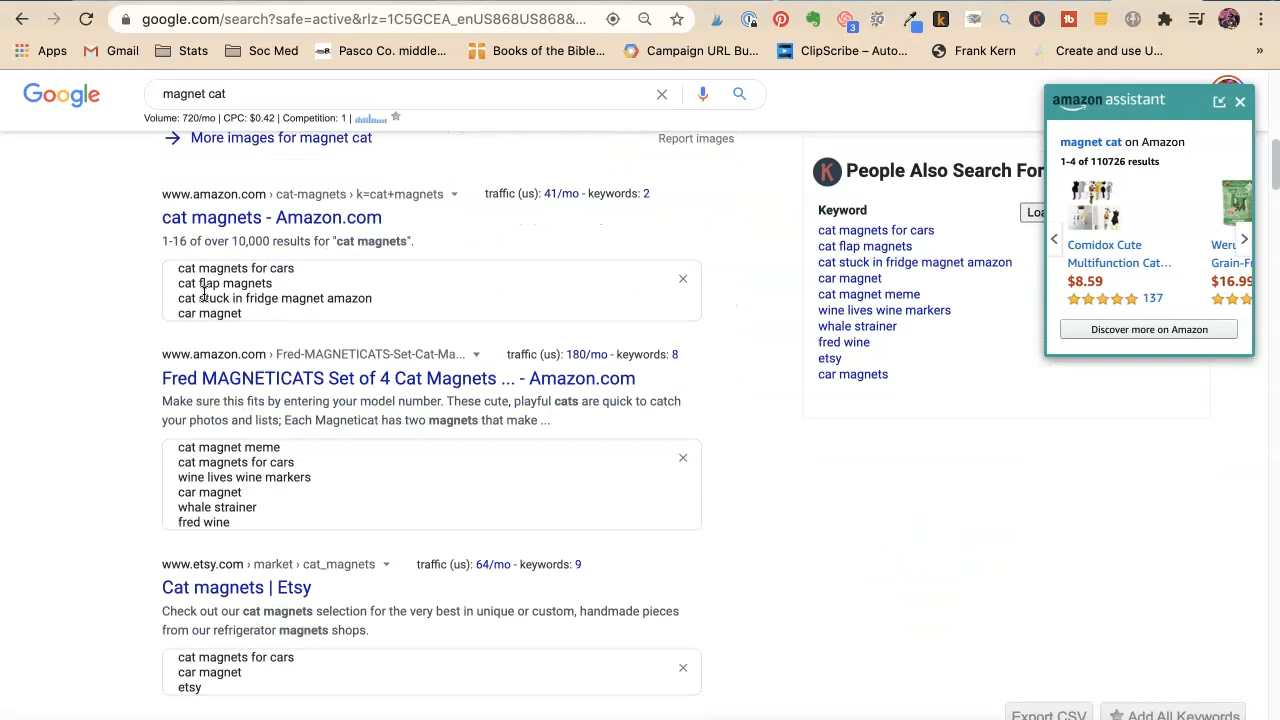 google.com/search?safe=active&rlz=1C5GCEA_enUS868US868&...
3
Apps
Gmail
Stats
Soc Med
Pasco Co. middle...
Books of the Bible...
Campaign URL Bu...
ClipScribe – Auto...
Frank Kern
Create and use U...
»
Google
magnet cat
Volume: 720/mo | CPC: $0.42 | Competition: 1 |
More images for magnet cat
Report images
www.amazon.com › cat-magnets › k=cat+magnets
traffic (us): 41/mo - keywords: 2
cat magnets - Amazon.com
1-16 of over 10,000 results for "cat magnets".
cat magnets for cars
cat flap magnets
cat stuck in fridge magnet amazon
car magnet
www.amazon.com › Fred-MAGNETICATS-Set-Cat-Ma...
traffic (us): 180/mo - keywords: 8
Fred MAGNETICATS Set of 4 Cat Magnets ... - Amazon.com
Make sure this fits by entering your model number. These cute, playful cats are quick to catch
your photos and lists; Each Magneticat has two magnets that make ...
cat magnet meme
cat magnets for cars
wine lives wine markers
car magnet
whale strainer
fred wine
www.etsy.com › market › cat_magnets
traffic (us): 64/mo - keywords: 9
Cat magnets | Etsy
Check out our cat magnets selection for the very best in unique or custom, handmade pieces
from our refrigerator magnets shops.
cat magnets for cars
car magnet
etsy
K People Also Search For
Keyword
cat magnets for cars
cat flap magnets
cat stuck in fridge magnet amazon
car magnet
cat magnet meme
wine lives wine markers
whale strainer
fred wine
etsy
car magnets
Export CSV
Add All Keywords
amazon assistant
magnet cat on Amazon
1-4 of 110726 results
Comidox Cute
Multifunction Cat...
$8.59
137
Weru
Grain-F
$16.99
Discover more on Amazon